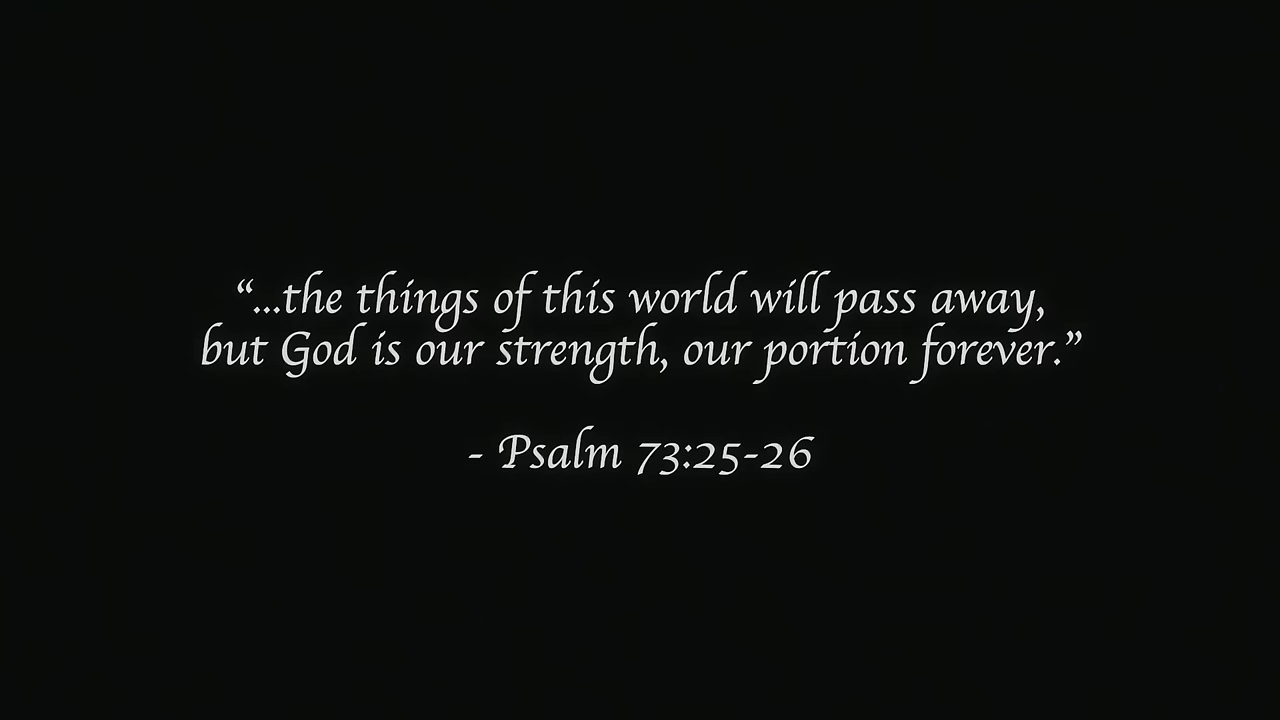 “...the things of this world will pass away,
but God is our strength, our portion forever.”
- Psalm 73:25-26